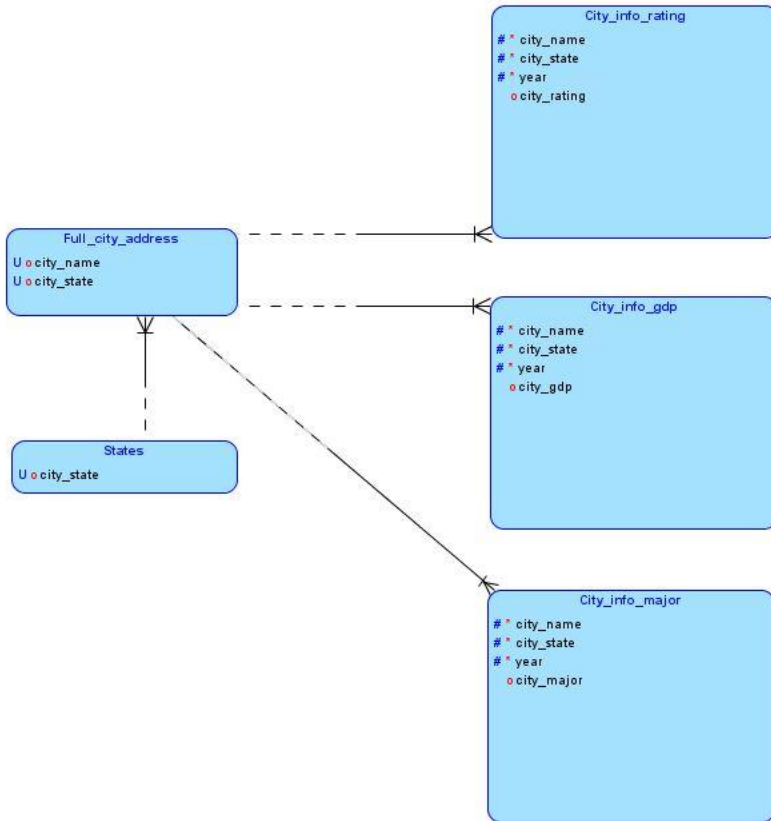 City_info_rating
# * city_name
# * city_state
# * year
o city_rating
Full_city_address
U o city_name
U o city_state
City_info_gdp
# * city_name
# * city_state
# * year
o city_gdp
States
U o city_state
City_info_major
# * city_name
# * city_state
# * year
o city_major